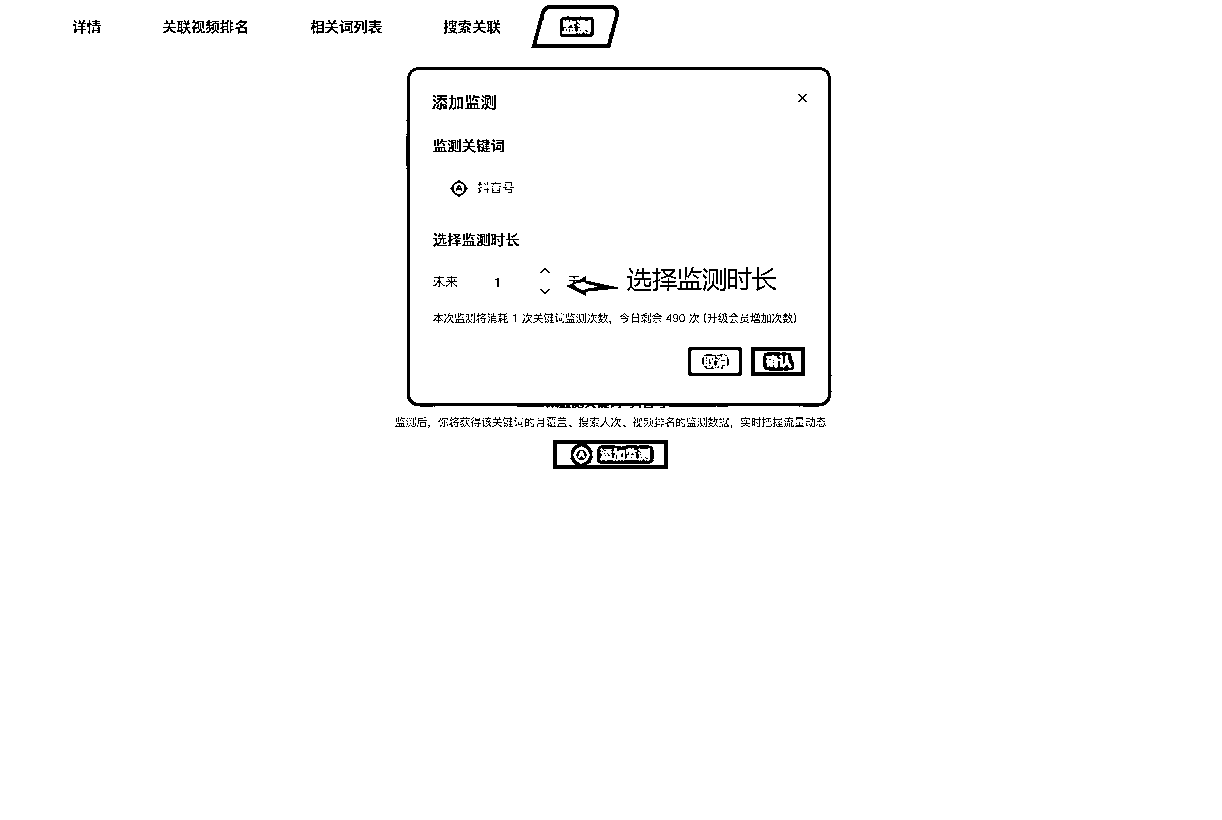 详情 关联视频排名 相关词列表 搜索关联 监测
添加监测 ×
监测关键词
抖音号
选择监测时长
未来 1 选择监测时长
本次监测将消耗 1 次关键词监测次数，今日剩余 490 次 (升级会员增加次数)
取消 确认
监测后，你将获得该关键词的月覆盖、搜索人次、视频排名的监测数据，实时把握流量动态
添加监测